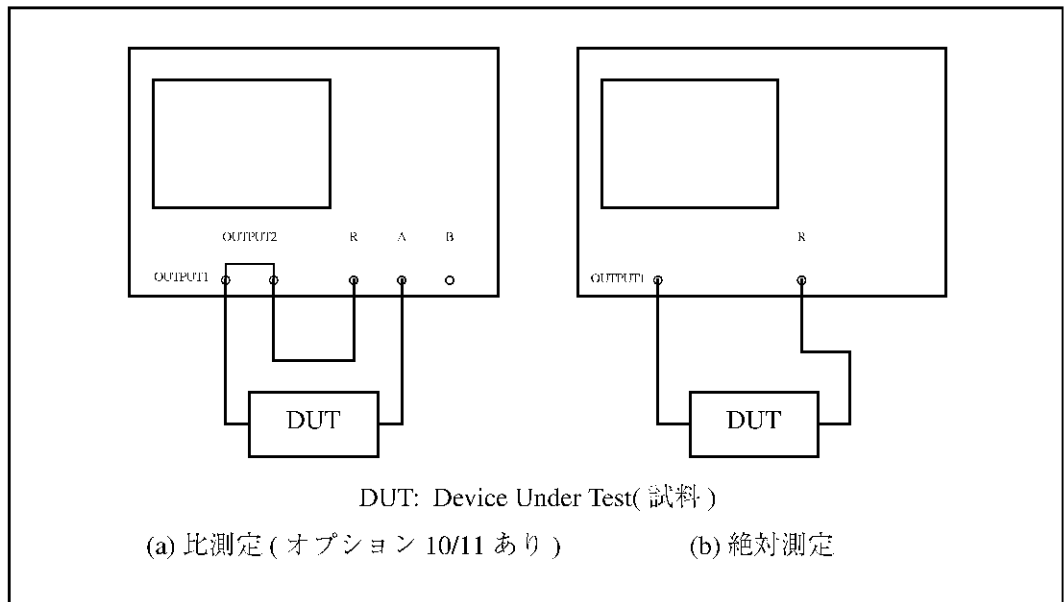 OUTPUT2 R A B
OUTPUT1
DUT
R
OUTPUT1
DUT
DUT: Device Under Test( 試料 )
(a) 比測定 ( オプション 10/11 あり )
(b) 絶対測定